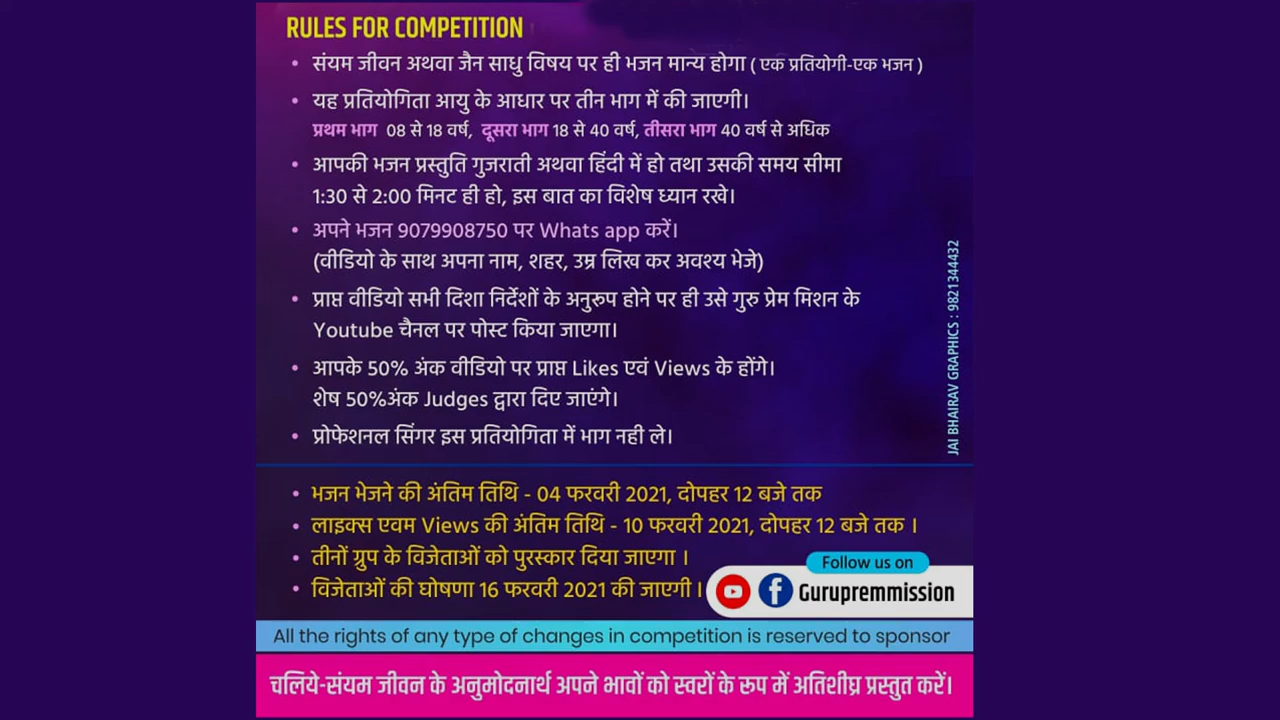 RULES FOR COMPETITION
• संयम जीवन अथवा जैन साधु विषय पर ही भजन मान्य होगा ( एक प्रतियोगी-एक भजन )
• यह प्रतियोगिता आयु के आधार पर तीन भाग में की जाएगी।
प्रथम भाग 08 से 18 वर्ष, दूसरा भाग 18 से 40 वर्ष, तीसरा भाग 40 वर्ष से अधिक
• आपकी भजन प्रस्तुति गुजराती अथवा हिंदी में हो तथा उसकी समय सीमा
1:30 से 2:00 मिनट ही हो, इस बात का विशेष ध्यान रखे।
• अपने भजन 9079908750 पर Whats app करें।
(वीडियो के साथ अपना नाम, शहर, उम्र लिख कर अवश्य भेजे)
• प्राप्त वीडियो सभी दिशा निर्देशों के अनुरूप होने पर ही उसे गुरु प्रेम मिशन के
Youtube चैनल पर पोस्ट किया जाएगा।
• आपके 50% अंक वीडियो पर प्राप्त Likes एवं Views के होंगे।
शेष 50%अंक Judges द्वारा दिए जाएंगे।
• प्रोफेशनल सिंगर इस प्रतियोगिता में भाग नही ले।
JAI BHAIRAV GRAPHICS : 9821344432
• भजन भेजने की अंतिम तिथि - 04 फरवरी 2021, दोपहर 12 बजे तक
• लाइक्स एवम Views की अंतिम तिथि - 10 फरवरी 2021, दोपहर 12 बजे तक ।
• तीनों ग्रुप के विजेताओं को पुरस्कार दिया जाएगा ।
• विजेताओं की घोषणा 16 फरवरी 2021 की जाएगी ।
Follow us on
Gurupremmission
All the rights of any type of changes in competition is reserved to sponsor
चलिये-संयम जीवन के अनुमोदनार्थ अपने भावों को स्वरों के रूप में अतिशीघ्र प्रस्तुत करें।